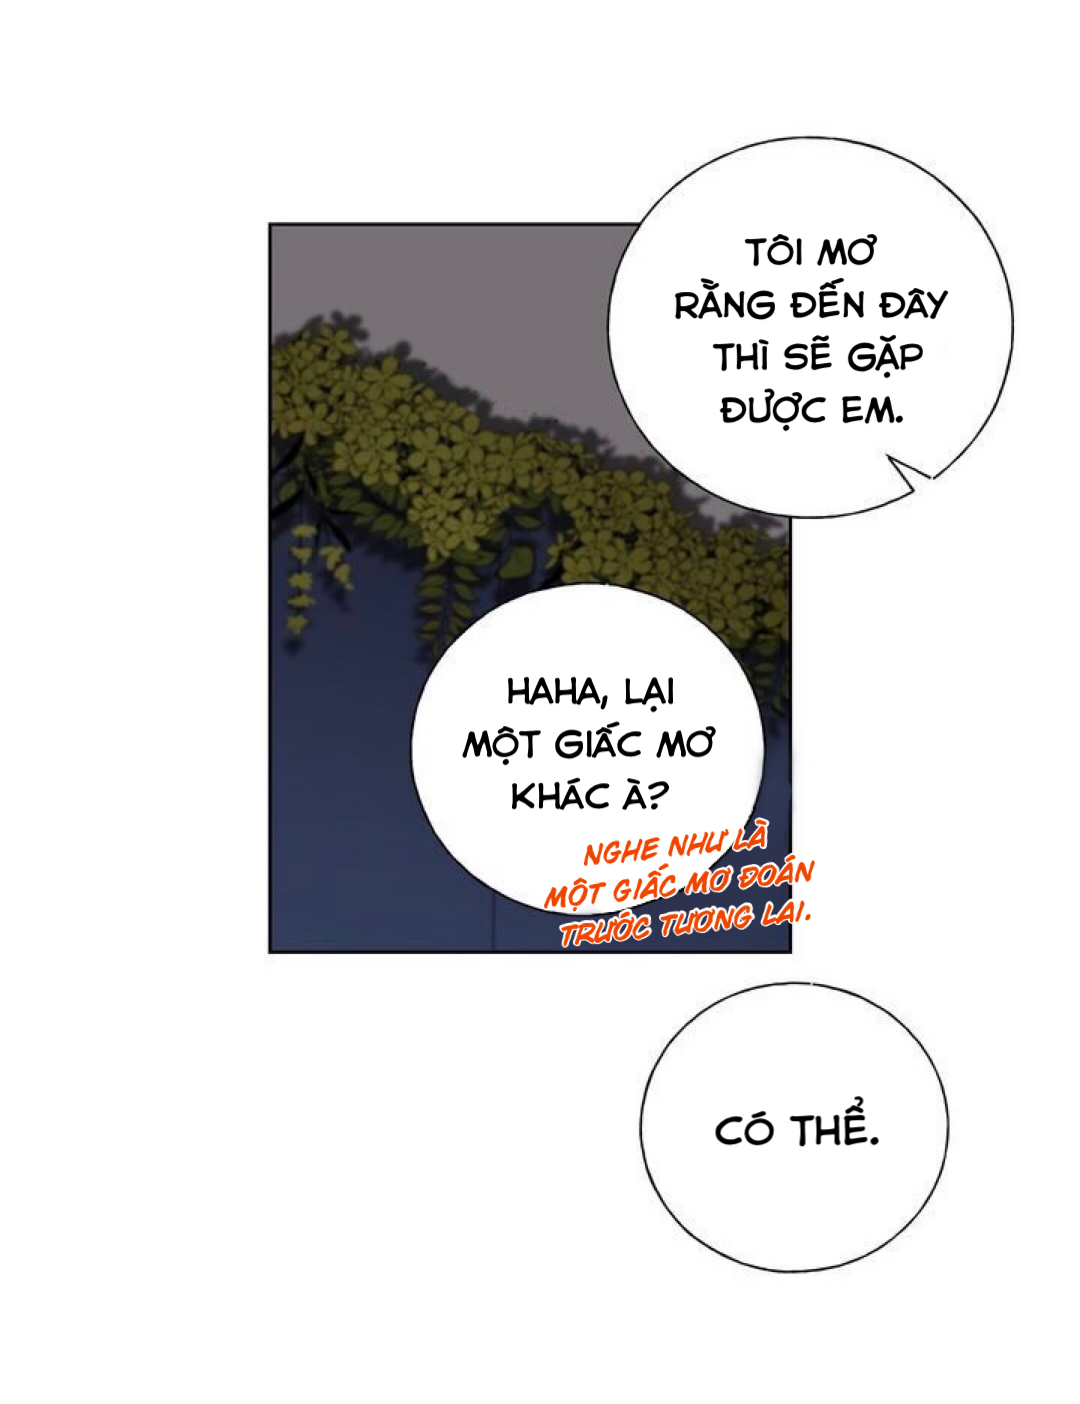 TÔI MƠ
RẰNG ĐẾN ĐÂY
THÌ SẼ GẶP
ĐƯỢC EM.
HAHA, LẠI
MỘT GIẤC MƠ
KHÁC À?
NGHE NHƯ LÀ
MỘT GIẤC MƠ ĐOÁN
TRƯỚC TƯƠNG LAI.
CÓ THỂ.